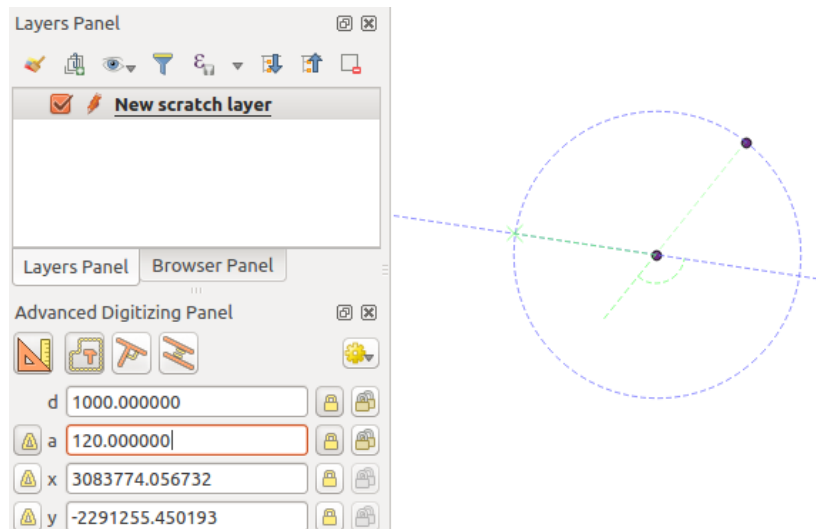 Layers Panel
New scratch layer
Layers Panel Browser Panel
Advanced Digitizing Panel
d 1000.000000
a 120.000000
x 3083774.056732
y -2291255.450193